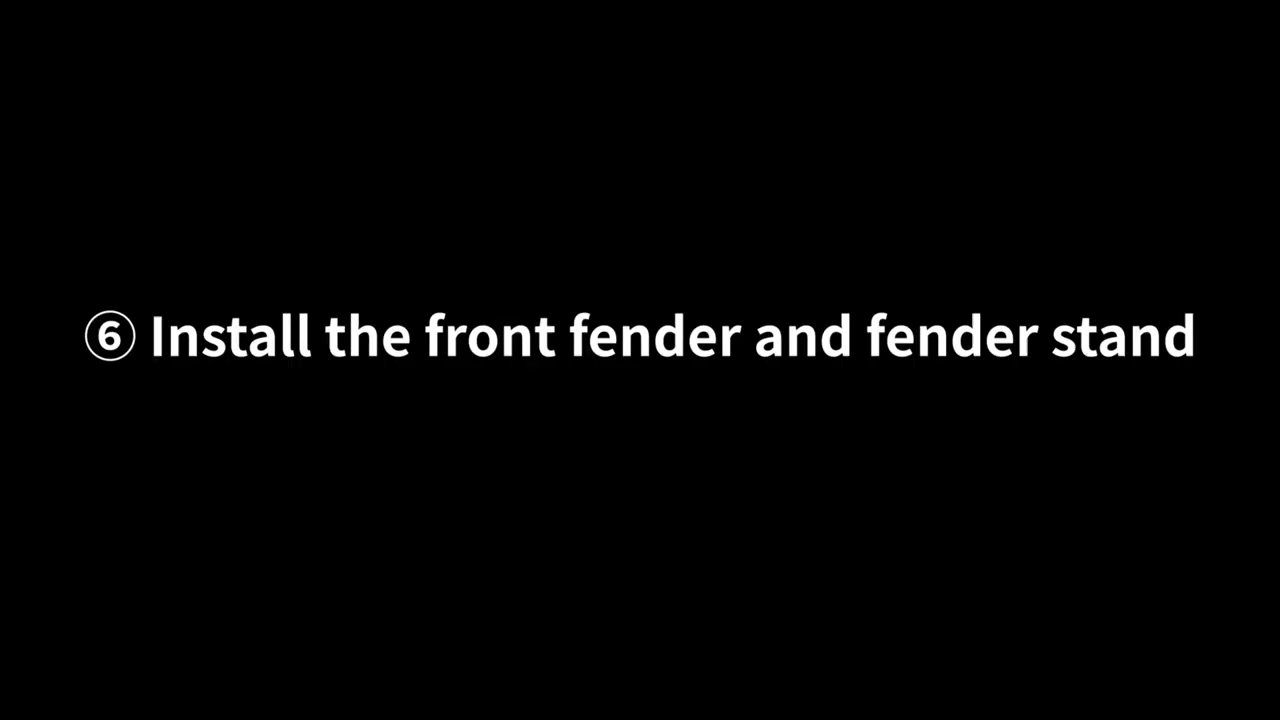 ⑥ Install the front fender and fender stand